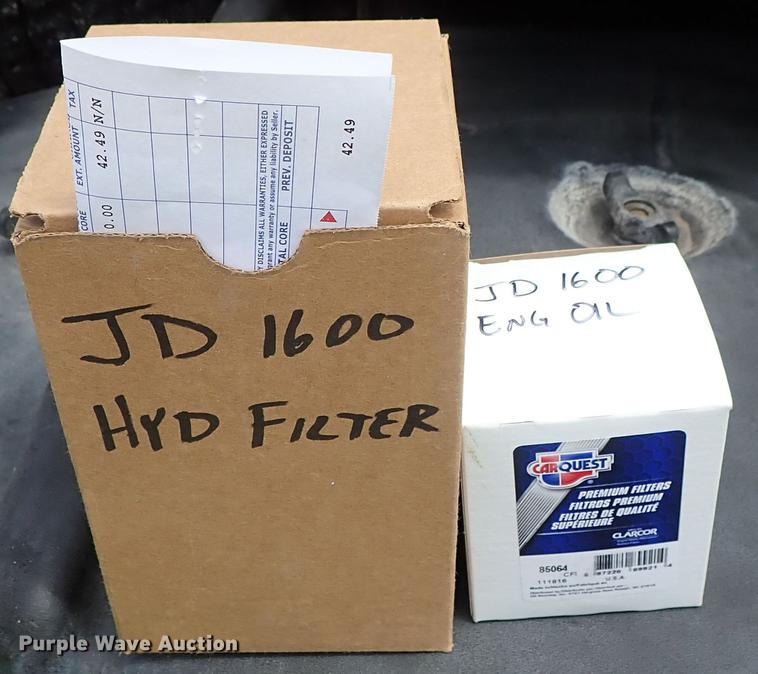 TAX
EXT. AMOUNT
CORE
42.49 N/N
0.00
DISCLAIMS ALL WARRANTIES, EITHER EXPRESSED
any warranty or assume any liability by Seller.
CORE
PREV. DEPOSIT
42.49
JD 1600
HYD FILTER
JD 1600
ENG OIL
CARQUEST
PREMIUM FILTERS
FILTROS PREMIUM
FILTRES DE QUALITÉ
SUPÉRIEURE
CLARCOR
85064
CFI
111816
U.S.A.
Purple Wave Auction